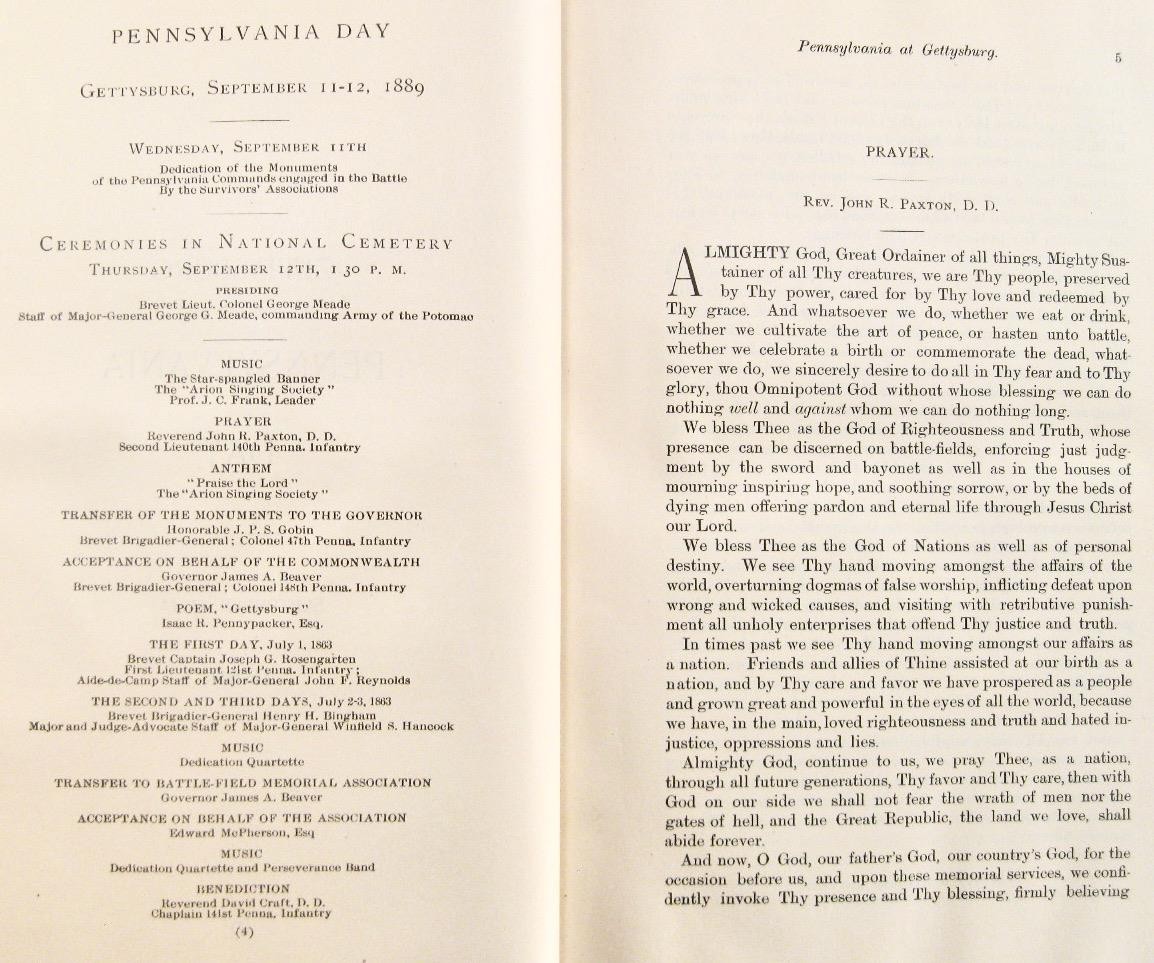 PENNSYLVANIA DAY
GETTYSBURG, SEPTEMBER 11-12, 1889
WEDNESDAY, SEPTEMBER 11TH
Dedication of the Monuments
of the Pennsylvania Commands engaged in the Battle
By the Survivors' Associations
CEREMONIES IN NATIONAL CEMETERY
THURSDAY, SEPTEMBER 12TH, 1 30 P. M.
PRESIDING
Brevet Lieut. Colonel George Meade
Staff of Major-General George G. Meade, commanding Army of the Potomac
MUSIC
The Star-spangled Banner
The "Arion Singing Society"
Prof. J. C. Frank, Leader
PRAYER
Reverend John R. Paxton, D. D.
Second Lieutenant 140th Penna. Infantry
ANTHEM
"Praise the Lord"
The "Arion Singing Society"
TRANSFER OF THE MONUMENTS TO THE GOVERNOR
Honorable J. P. S. Gobin
Brevet Brigadier-General; Colonel 47th Penna. Infantry
ACCEPTANCE ON BEHALF OF THE COMMONWEALTH
Governor James A. Beaver
Brevet Brigadier-General; Colonel 148th Penna. Infantry
POEM, "Gettysburg"
Isaac R. Pennypacker, Esq.
THE FIRST DAY, July 1, 1863
Brevet Captain Joseph G. Rosengarten
First Lieutenant 121st Penna. Infantry;
Aide-de-Camp Staff of Major-General John F. Reynolds
THE SECOND AND THIRD DAYS, July 2-3, 1863
Brevet Brigadier-General Henry H. Bingham
Major and Judge-Advocate Staff of Major-General Winfield S. Hancock
MUSIC
Dedication Quartette
TRANSFER TO BATTLE-FIELD MEMORIAL ASSOCIATION
Governor James A. Beaver
ACCEPTANCE ON BEHALF OF THE ASSOCIATION
Edward McPherson, Esq
MUSIC
Dedication Quartette and Perseverance Band
BENEDICTION
Reverend David Craft, D. D.
Chaplain 141st Penna. Infantry
(4)
Pennsylvania at Gettysburg. 5
PRAYER.
REV. JOHN R. PAXTON, D. D.
ALMIGHTY God, Great Ordainer of all things, Mighty Sus-
tainer of all Thy creatures, we are Thy people, preserved
by Thy power, cared for by Thy love and redeemed by
Thy grace. And whatsoever we do, whether we eat or drink,
whether we cultivate the art of peace, or hasten unto battle,
whether we celebrate a birth or commemorate the dead, what-
soever we do, we sincerely desire to do all in Thy fear and to Thy
glory, thou Omnipotent God without whose blessing we can do
nothing well and against whom we can do nothing long.
We bless Thee as the God of Righteousness and Truth, whose
presence can be discerned on battle-fields, enforcing just judg-
ment by the sword and bayonet as well as in the houses of
mourning inspiring hope, and soothing sorrow, or by the beds of
dying men offering pardon and eternal life through Jesus Christ
our Lord.
We bless Thee as the God of Nations as well as of personal
destiny. We see Thy hand moving amongst the affairs of the
world, overturning dogmas of false worship, inflicting defeat upon
wrong and wicked causes, and visiting with retributive punish-
ment all unholy enterprises that offend Thy justice and truth.
In times past we see Thy hand moving amongst our affairs as
a nation. Friends and allies of Thine assisted at our birth as a
nation, and by Thy care and favor we have prospered as a people
and grown great and powerful in the eyes of all the world, because
we have, in the main, loved righteousness and truth and hated in-
justice, oppressions and lies.
Almighty God, continue to us, we pray Thee, as a nation,
through all future generations, Thy favor and Thy care, then with
God on our side we shall not fear the wrath of men nor the
gates of hell, and the Great Republic, the land we love, shall
abide forever.
And now, O God, our father's God, our country's God, for the
occasion before us, and upon these memorial services, we confi-
dently invoke Thy presence and Thy blessing, firmly believing